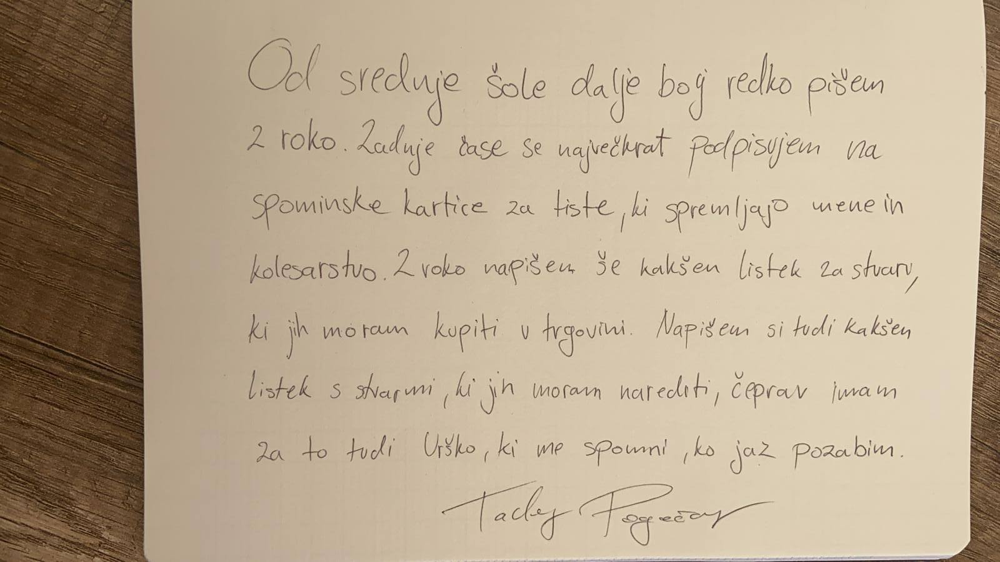 Od srednje šole dalje bolj redko pišem
z roko. Zadnje čase se največkrat podpisujem na
spominske kartice za tiste, ki spremljajo mene in
kolesarstvo. Z roko napišem še kakšen listek za stvari,
ki jih moram kupiti v trgovini. Napišem si tudi kakšen
listek s stvarmi, ki jih moram narediti, čeprav imam
za to tudi Urško, ki me spomni, ko jaz pozabim.
Tadej Pogačar